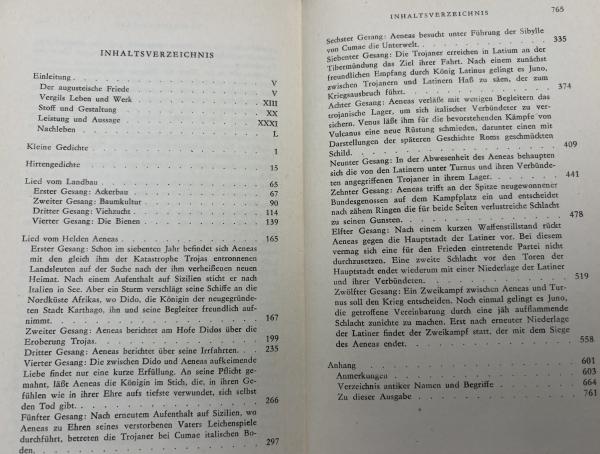 INHALTSVERZEICHNIS
Einleitung . . . . . . . . . . . . . . . . . . V
Der augusteische Friede . . . . . . . . . . . . V
Vergils Leben und Werk . . . . . . . . . . . . XIII
Stoff und Gestaltung . . . . . . . . . . . . . XX
Leistung und Aussage . . . . . . . . . . . . . XXXI
Nachleben . . . . . . . . . . . . . . . . . . L
Kleine Gedichte . . . . . . . . . . . . . . . . 1
Hirtengedichte . . . . . . . . . . . . . . . . 15
Lied vom Landbau . . . . . . . . . . . . . . . 65
Erster Gesang: Ackerbau . . . . . . . . . . . . 67
Zweiter Gesang: Baumkultur . . . . . . . . . . 90
Dritter Gesang: Viehzucht . . . . . . . . . . . 114
Vierter Gesang: Die Bienen . . . . . . . . . . 139
Lied vom Helden Aeneas . . . . . . . . . . . . 165
Erster Gesang: Schon im siebenten Jahr befindet sich Aeneas
mit den gleich ihm der Katastrophe Trojas entronnenen
Landsleuten auf der Suche nach der ihm verheißenen neuen
Heimat. Nach einem Aufenthalt auf Sizilien sticht er nach
Italien in See. Aber ein Sturm verschlägt seine Schiffe an die
Nordküste Afrikas, wo Dido, die Königin der neugegründe-
ten Stadt Karthago, ihn und seine Begleiter freundlich auf-
nimmt. . . . . . . . . . . . . . . . . . . . 167
Zweiter Gesang: Aeneas berichtet am Hofe Didos über die
Eroberung Trojas. . . . . . . . . . . . . . . 199
Dritter Gesang: Aeneas berichtet über seine Irrfahrten. . . . 235
Vierter Gesang: Die zwischen Dido und Aeneas aufkeimende
Liebe findet nur eine kurze Erfüllung. An seine Pflicht ge-
mahnt, läßt Aeneas die Königin im Stich, die, in ihren Ge-
fühlen wie in ihrer Ehre aufs tiefste verwundet, sich selbst
den Tod gibt. . . . . . . . . . . . . . . . . 266
Fünfter Gesang: Nach erneutem Aufenthalt auf Sizilien, wo
Aeneas zu Ehren seines verstorbenen Vaters Leichenspiele
durchführt, betreten die Trojaner bei Cumae italischen Bo-
den. . . . . . . . . . . . . . . . . . . . . 297
INHALTSVERZEICHNIS 765
Sechster Gesang: Aeneas besucht unter Führung der Sibylle
von Cumae die Unterwelt. . . . . . . . . . . . 335
Siebenter Gesang: Die Trojaner erreichen in Latium an der
Tibermündung das Ziel ihrer Fahrt. Nach einem zunächst
freundlichen Empfang durch König Latinus gelingt es Juno,
zwischen Trojanern und Latinern Haß zu säen, der zum
Kriegsausbruch führt. . . . . . . . . . . . . . 374
Achter Gesang: Aeneas verläßt mit wenigen Begleitern das
trojanische Lager, um sich italischer Verbündeter zu ver-
sichern. Venus läßt ihm für die bevorstehenden Kämpfe von
Vulcanus eine neue Rüstung schmieden, darunter einen mit
Darstellungen der späteren Geschichte Roms geschmückten
Schild. . . . . . . . . . . . . . . . . . . . 409
Neunter Gesang: In der Abwesenheit des Aeneas behaupten
sich die von den Latinern unter Turnus und ihren Verbünde-
ten angegriffenen Trojaner in ihrem Lager. . . . . . 441
Zehnter Gesang: Aeneas trifft an der Spitze neugewonnener
Bundesgenossen auf dem Kampfplatz ein und entscheidet
nach zähem Ringen die für beide Seiten verlustreiche Schlacht
zu seinen Gunsten. . . . . . . . . . . . . . . 478
Elfter Gesang: Nach einem kurzen Waffenstillstand rückt
Aeneas gegen die Hauptstadt der Latiner vor. Bei diesem
vermag sich eine für den Frieden eintretende Partei nicht
durchzusetzen. Eine zweite Schlacht vor den Toren der
Hauptstadt endet wiederum mit einer Niederlage der Latiner
und ihrer Verbündeten. . . . . . . . . . . . . 519
Zwölfter Gesang: Ein Zweikampf zwischen Aeneas und Tur-
nus soll den Krieg entscheiden. Noch einmal gelingt es Juno,
die getroffene Vereinbarung durch eine jäh aufflammende
Schlacht zunichte zu machen. Erst nach erneuter Niederlage
der Latiner findet der Zweikampf statt, der mit dem Siege
des Aeneas endet. . . . . . . . . . . . . . . 558
Anhang . . . . . . . . . . . . . . . . . . . 601
Anmerkungen . . . . . . . . . . . . . . . . . 603
Verzeichnis antiker Namen und Begriffe . . . . . . 664
Zu dieser Ausgabe . . . . . . . . . . . . . . . 761